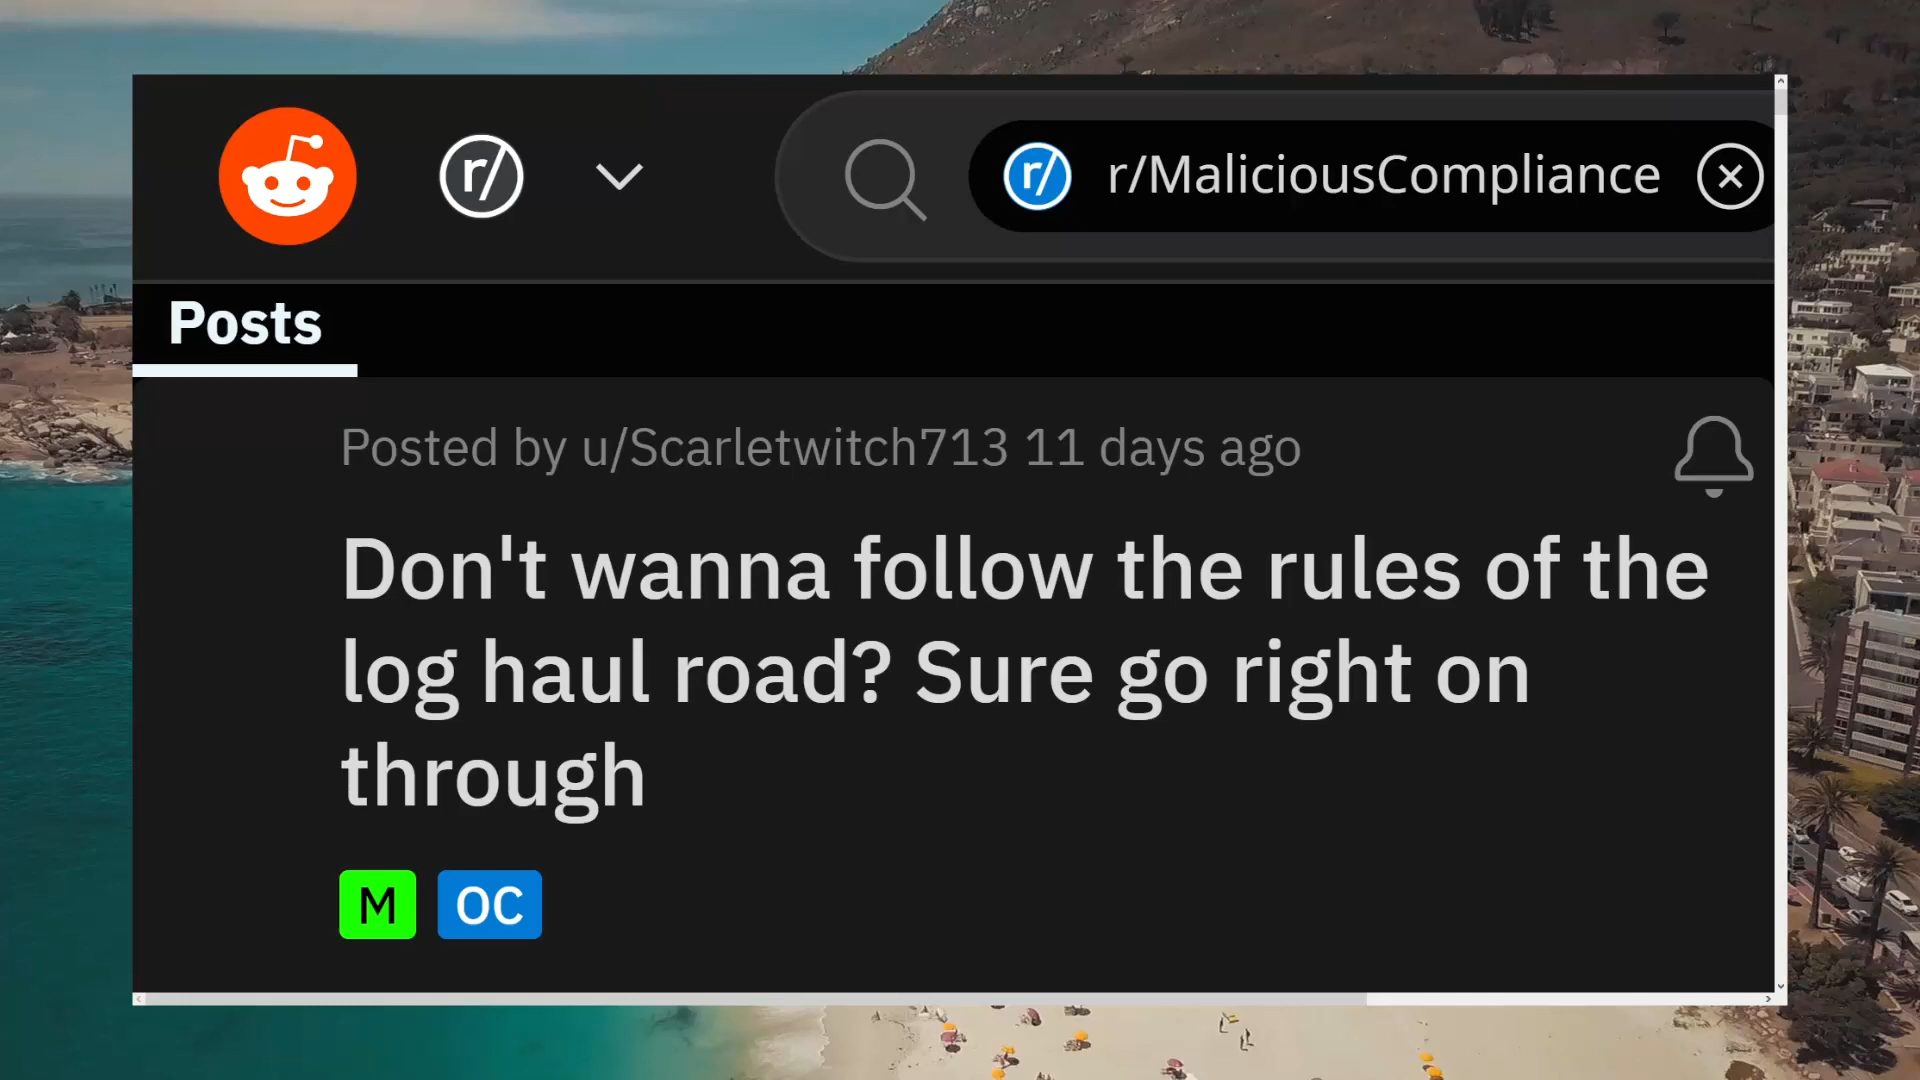 r/
r/ r/MaliciousCompliance
Posts
Posted by u/Scarletwitch713 11 days ago
Don't wanna follow the rules of the
log haul road? Sure go right on
through
M OC